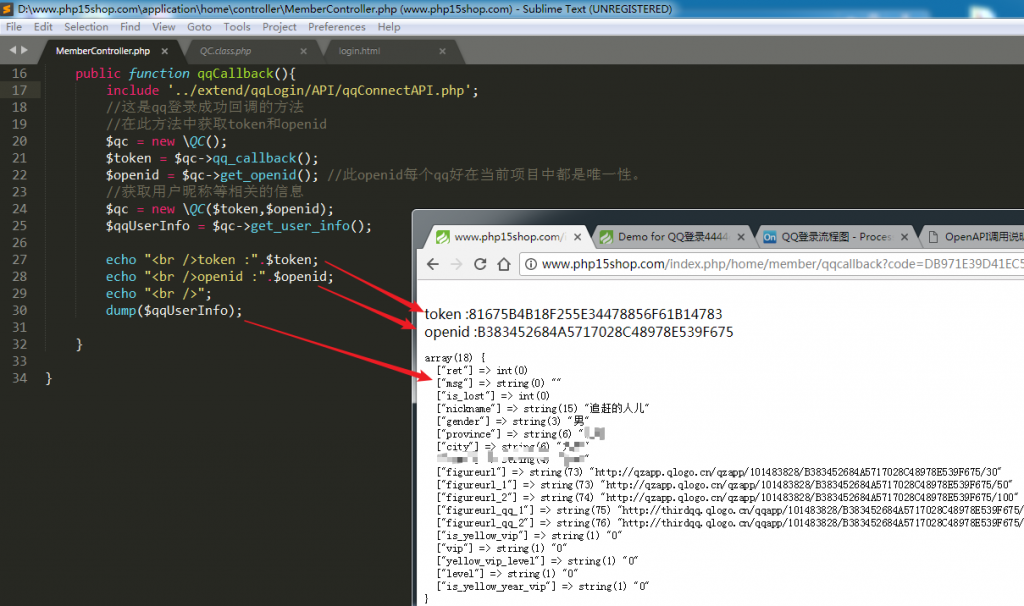 D:\www.php15shop.com\application\home\controller\MemberController.php (www.php15shop.com) - Sublime Text (UNREGISTERED)
File Edit Selection Find View Goto Tools Project Preferences Help
MemberController.php × QC.class.php × login.html ×
16 public function qqCallback(){
17 include '../extend/qqLogin/API/qqConnectAPI.php';
18 //这是qq登录成功回调的方法
19 //在此方法中获取token和openid
20 $qc = new \QC();
21 $token = $qc->qq_callback();
22 $openid = $qc->get_openid(); //此openid每个qq好在当前项目中都是唯一性。
23 //获取用户昵称等相关的信息
24 $qc = new \QC($token,$openid);
25 $qqUserInfo = $qc->get_user_info();
26
27 echo "<br />token :".$token;
28 echo "<br />openid :".$openid;
29 echo "<br />";
30 dump($qqUserInfo);
31
32 }
33
34 }
www.php15shop.com/ × Demo for QQ登录4444 × On QQ登录流程图 - Proces × OpenAPI调用说明
www.php15shop.com/index.php/home/member/qqcallback?code=DB971E39D41EC5
token :81675B4B18F255E34478856F61B14783
openid :B383452684A5717028C48978E539F675
array(18) {
["ret"] => int(0)
["msg"] => string(0) ""
["is_lost"] => int(0)
["nickname"] => string(15) "追赶的人儿"
["gender"] => string(3) "男"
["province"] => string(6) "
["city"] => string(6) "
["figureurl"] => string(73) "http://qzapp.qlogo.cn/qzapp/101483828/B383452684A5717028C48978E539F675/30"
["figureurl_1"] => string(73) "http://qzapp.qlogo.cn/qzapp/101483828/B383452684A5717028C48978E539F675/50"
["figureurl_2"] => string(74) "http://qzapp.qlogo.cn/qzapp/101483828/B383452684A5717028C48978E539F675/100"
["figureurl_qq_1"] => string(75) "http://thirdqq.qlogo.cn/qqapp/101483828/B383452684A5717028C48978E539F675/
["figureurl_qq_2"] => string(76) "http://thirdqq.qlogo.cn/qqapp/101483828/B383452684A5717028C48978E539F675/
["is_yellow_vip"] => string(1) "0"
["vip"] => string(1) "0"
["yellow_vip_level"] => string(1) "0"
["level"] => string(1) "0"
["is_yellow_year_vip"] => string(1) "0"
}